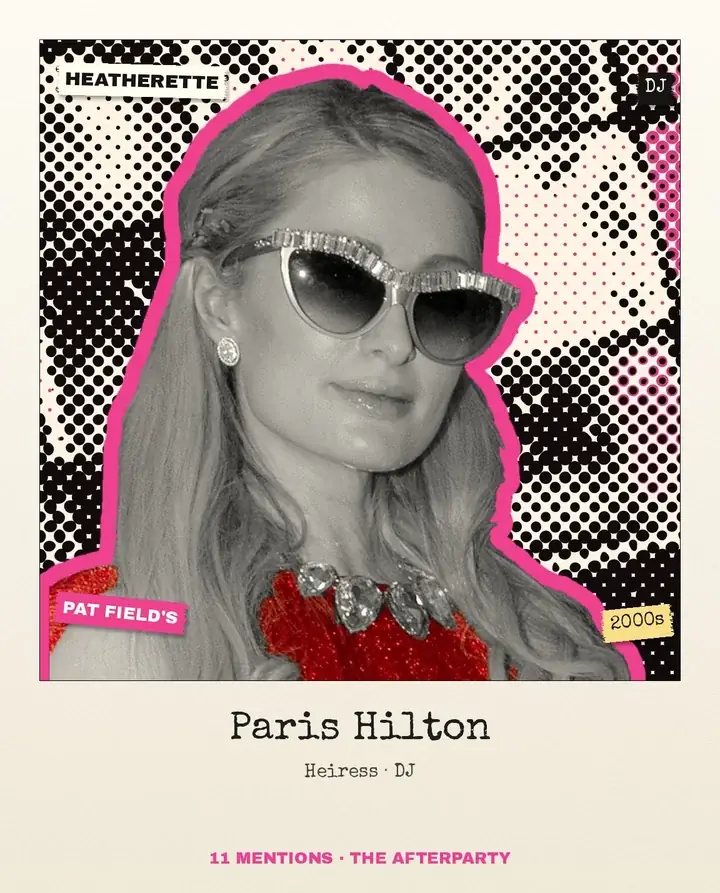 HEATHERETTE
DJ
PAT FIELD'S
2000s
Paris Hilton
Heiress · DJ
11 MENTIONS · THE AFTERPARTY